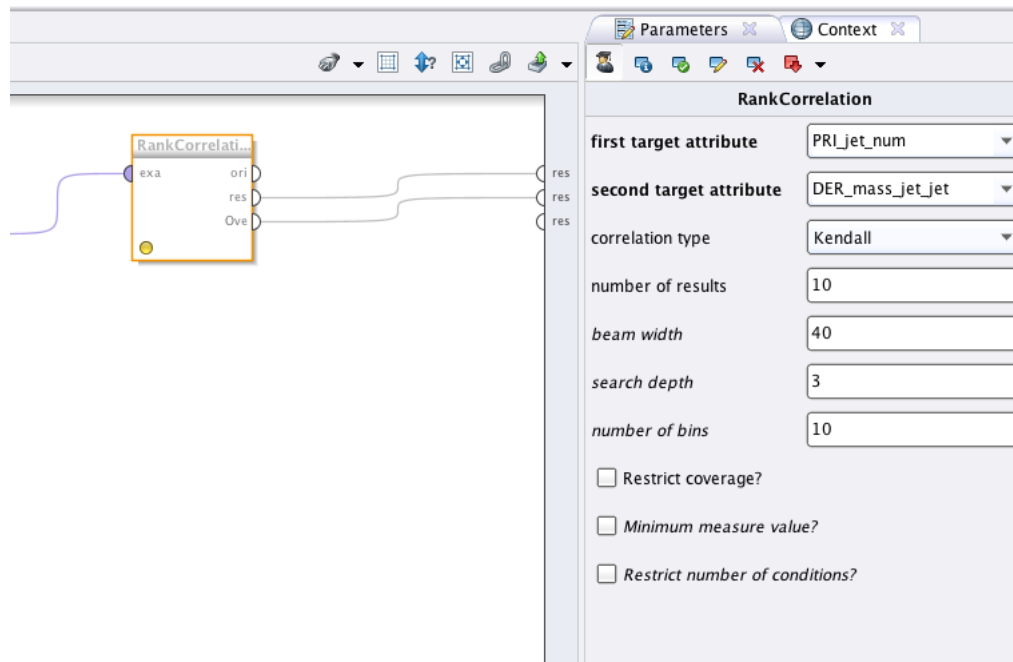 Parameters
Context
RankCorrelation
RankCorrelati...
exa
ori
res
Ove
res
res
res
first target attribute
PRI_jet_num
second target attribute
DER_mass_jet_jet
correlation type
Kendall
number of results
10
beam width
40
search depth
3
number of bins
10
Restrict coverage?
Minimum measure value?
Restrict number of conditions?